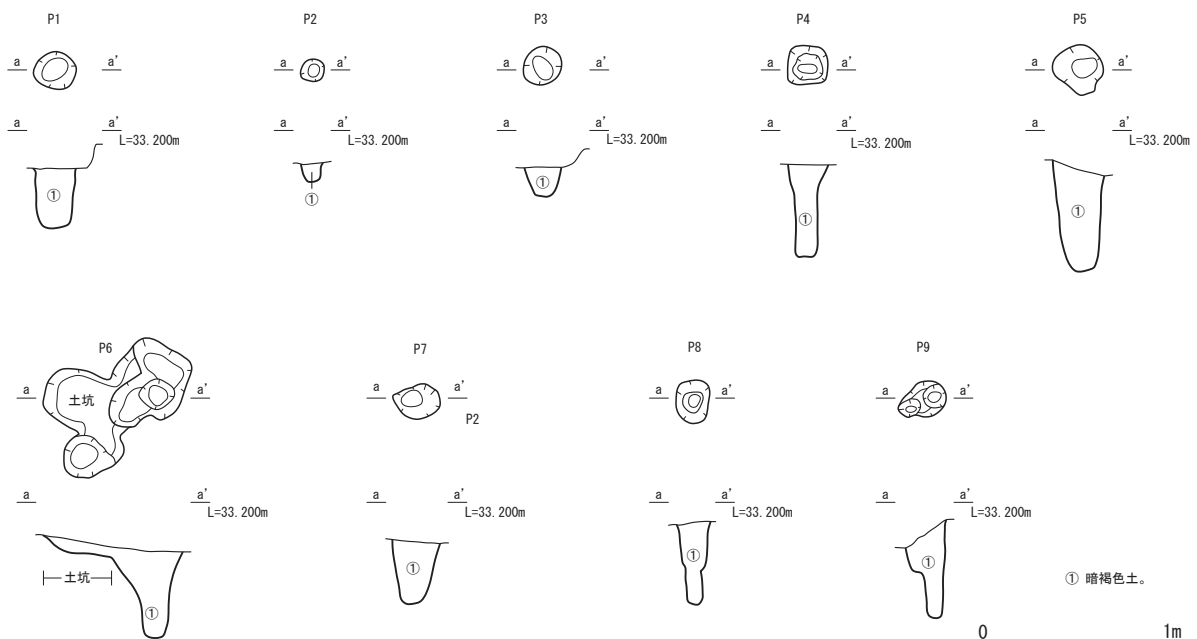 P1 P2 P3 P4 P5
a a' a a' a a' a a' a a'
a a' a a' a a' a a' a a'
L=33.200m L=33.200m L=33.200m L=33.200m L=33.200m
① ① ① ① ①
P6 P7 P8 P9
a 土坑 a' a a' a a' a a'
P2
a a' a a' a a' a a'
L=33.200m L=33.200m L=33.200m L=33.200m
土坑 ① ① ① ① ① 暗褐色土。
0 1m